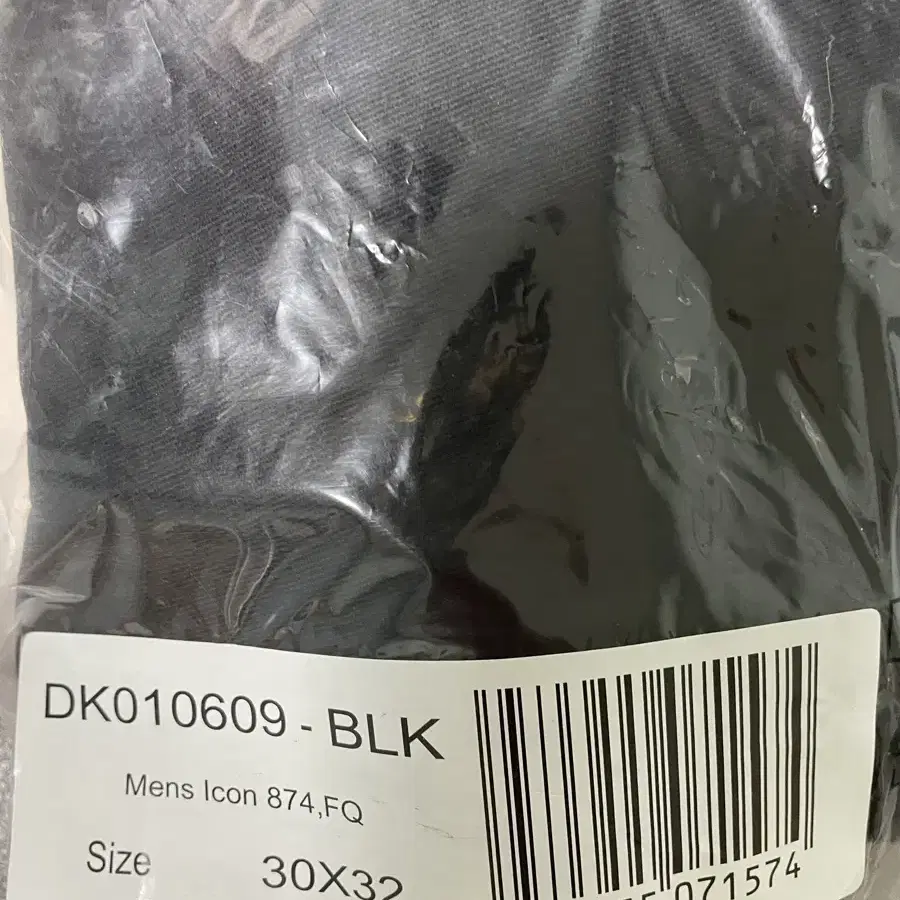 DK010609 - BLK
Mens Icon 874,FQ
Size 30X32
071574